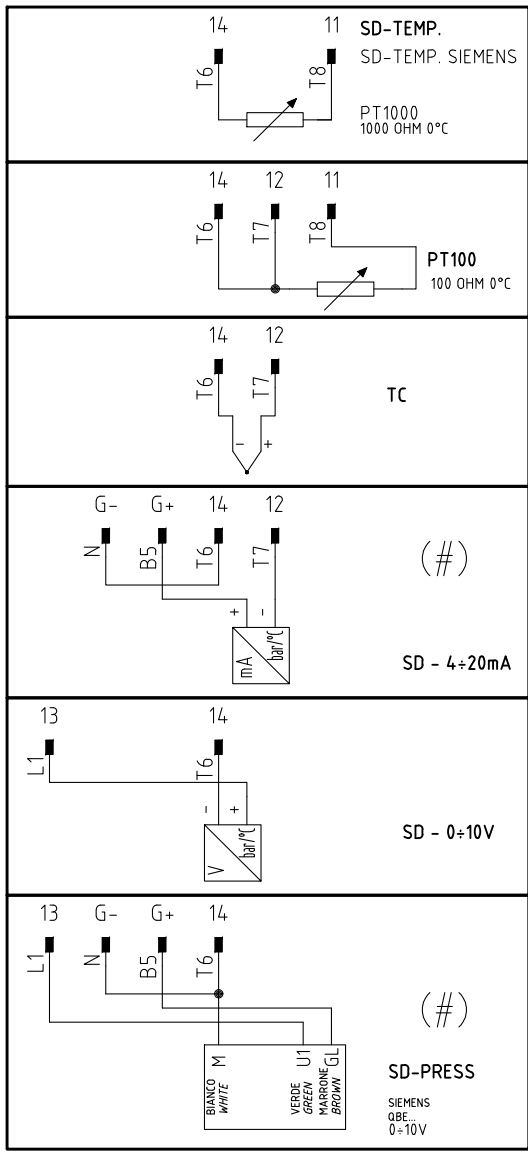 14 11 SD-TEMP.
T6 T8 SD-TEMP. SIEMENS
PT1000
1000 OHM 0°C
14 12 11
T6 T7 T8
PT100
100 OHM 0°C
14 12
T6 T7 TC
- +
G- G+ 14 12
N B5 T6 T7 (#)
+ -
mA bar/°C
SD - 4÷20mA
13 14
L1 T6
- +
V bar/°C
SD - 0÷10V
13 G- G+ 14
L1 N B5 T6
(#)
M U1 GL
BIANCO VERDE MARRONE
WHITE GREEN BROWN
SD-PRESS
SIEMENS
QBE...
0÷10V